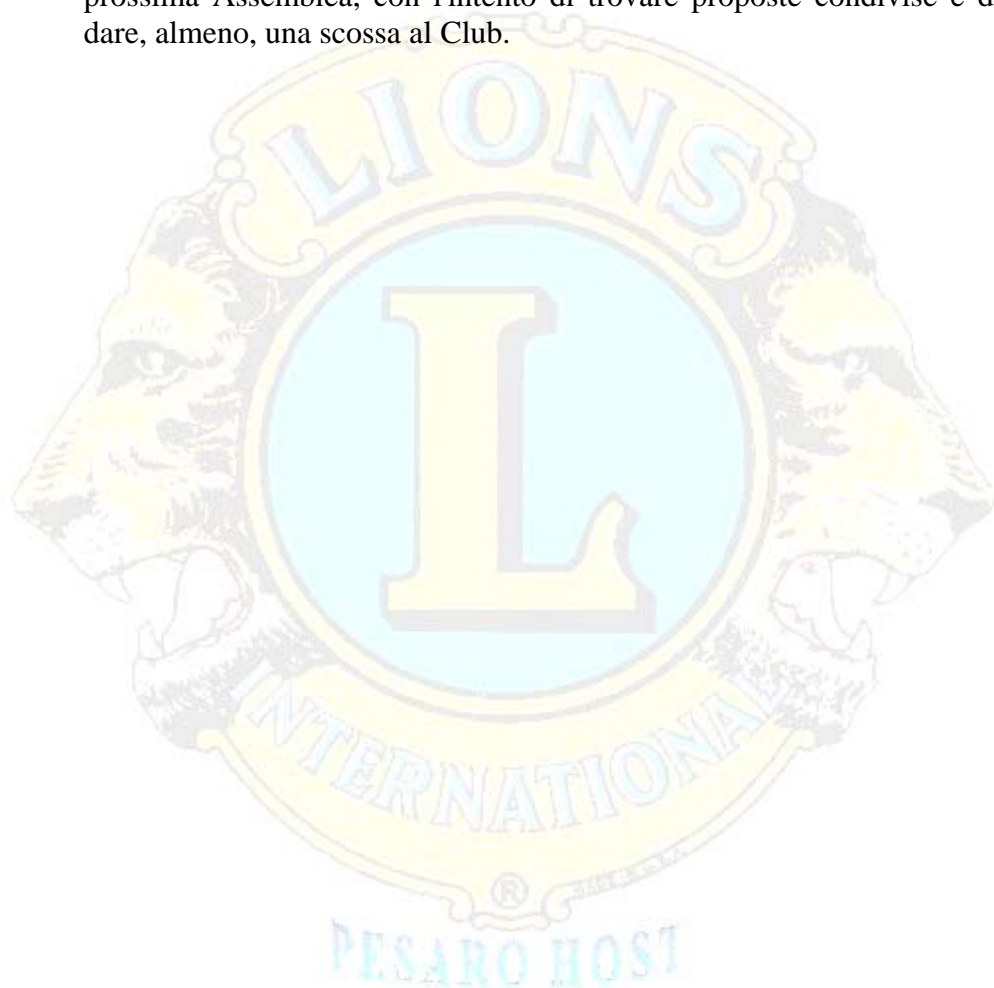 prossima Assemblea, con l'intento di trovare proposte condivise e d
dare, almeno, una scossa al Club.
LIONS
L
INTERNATIONAL
®
PESARO HOST